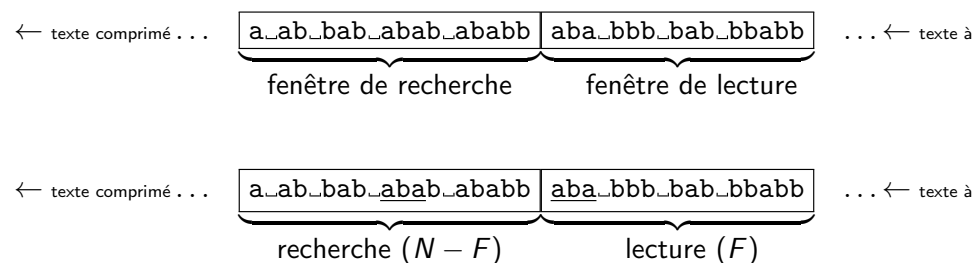 ← texte comprimé ... a␣ab␣bab␣abab␣ababb aba␣bbb␣bab␣bbabb ... ← texte à
fenêtre de recherche fenêtre de lecture
← texte comprimé ... a␣ab␣bab␣abab␣ababb aba␣bbb␣bab␣bbabb ... ← texte à
recherche (N − F) lecture (F)